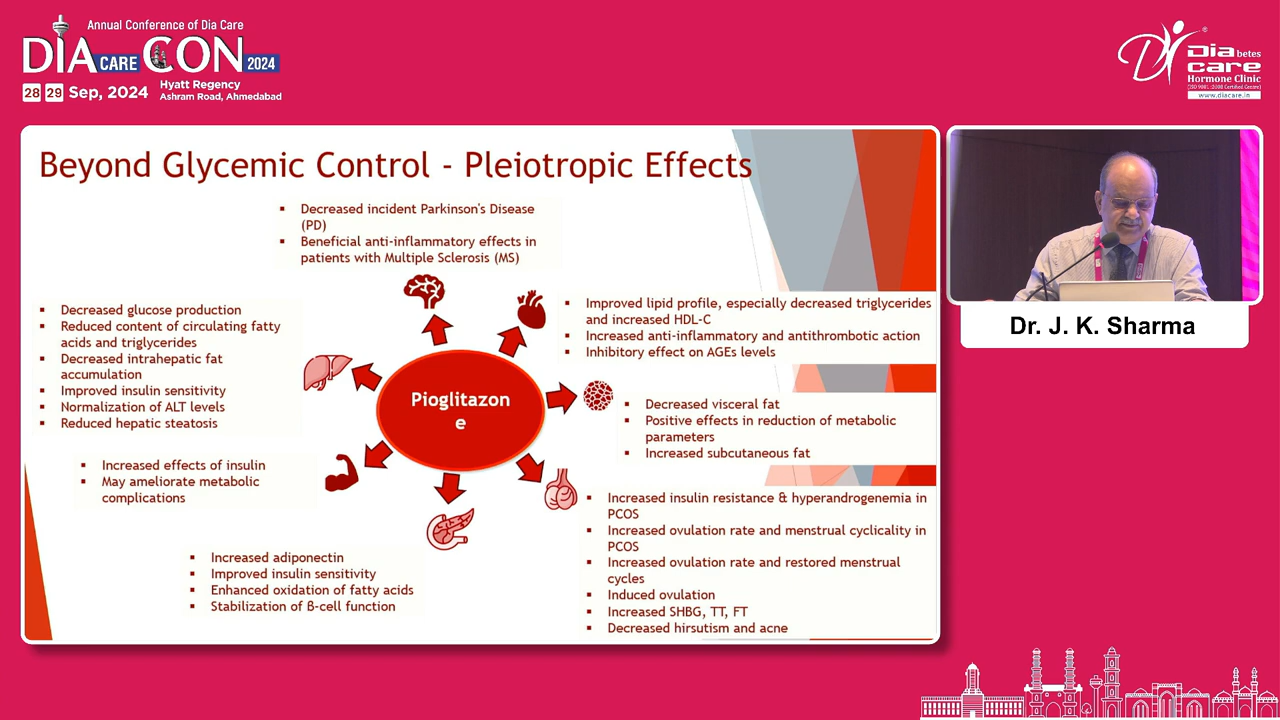 Annual Conference of Dia Care
DIA CARE CON 2024
28 29 Sep, 2024
Hyatt Regency
Ashram Road, Ahmedabad
Dia betes
care
Hormone Clinic
(ISO 9001 :2008 Certified Centre)
www.diacare.in
Beyond Glycemic Control - Pleiotropic Effects
▪ Decreased incident Parkinson's Disease
(PD)
▪ Beneficial anti-inflammatory effects in
patients with Multiple Sclerosis (MS)
▪ Decreased glucose production
▪ Reduced content of circulating fatty
acids and triglycerides
▪ Decreased intrahepatic fat
accumulation
▪ Improved insulin sensitivity
▪ Normalization of ALT levels
▪ Reduced hepatic steatosis
▪ Improved lipid profile, especially decreased triglycerides
and increased HDL-C
▪ Increased anti-inflammatory and antithrombotic action
▪ Inhibitory effect on AGEs levels
Pioglitazon
e
▪ Decreased visceral fat
▪ Positive effects in reduction of metabolic
parameters
▪ Increased subcutaneous fat
▪ Increased effects of insulin
▪ May ameliorate metabolic
complications
▪ Increased insulin resistance & hyperandrogenemia in
PCOS
▪ Increased ovulation rate and menstrual cyclicality in
PCOS
▪ Increased ovulation rate and restored menstrual
cycles
▪ Induced ovulation
▪ Increased SHBG, TT, FT
▪ Decreased hirsutism and acne
▪ Increased adiponectin
▪ Improved insulin sensitivity
▪ Enhanced oxidation of fatty acids
▪ Stabilization of β-cell function
Dr. J. K. Sharma